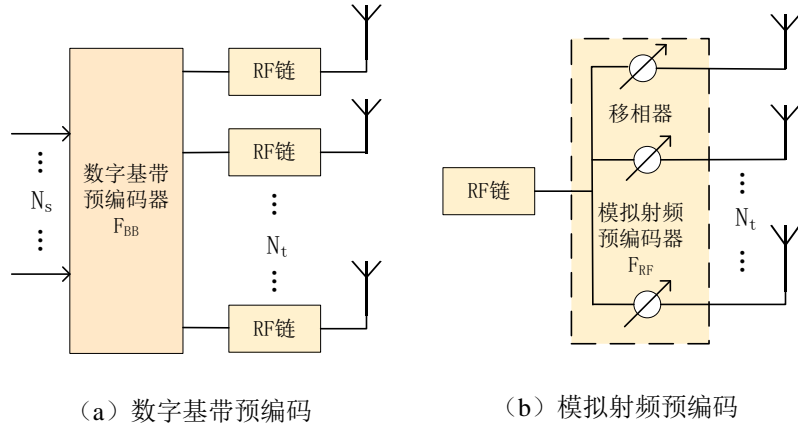 数字基带
预编码器
F_BB
N_s
RF链
RF链
N_t
RF链
（a）数字基带预编码
RF链
移相器
模拟射频
预编码器
F_RF
N_t
（b）模拟射频预编码